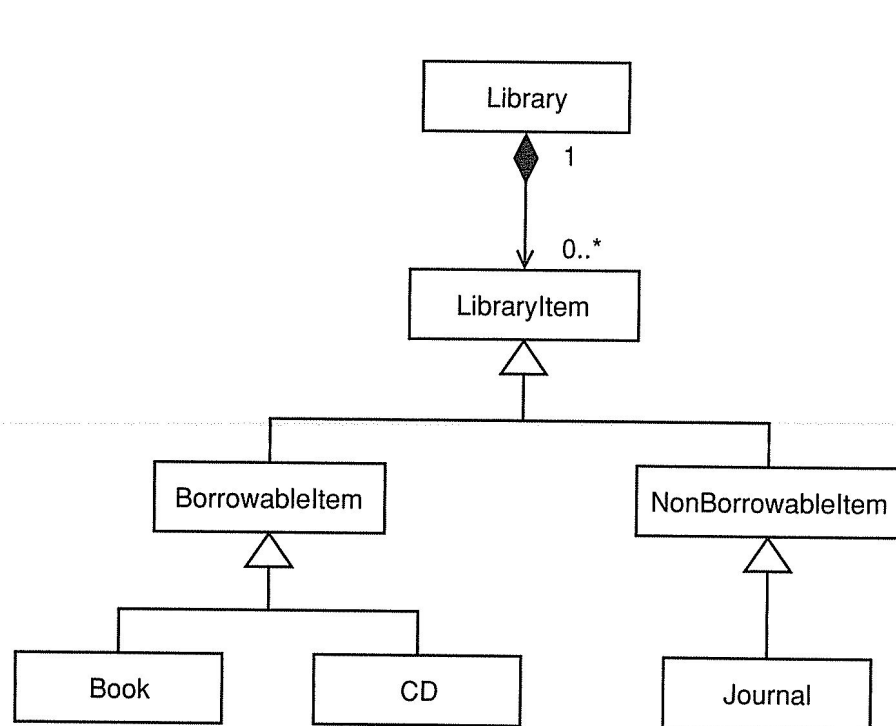 Library
1
0..*
LibraryItem
BorrowableItem
NonBorrowableItem
Book
CD
Journal